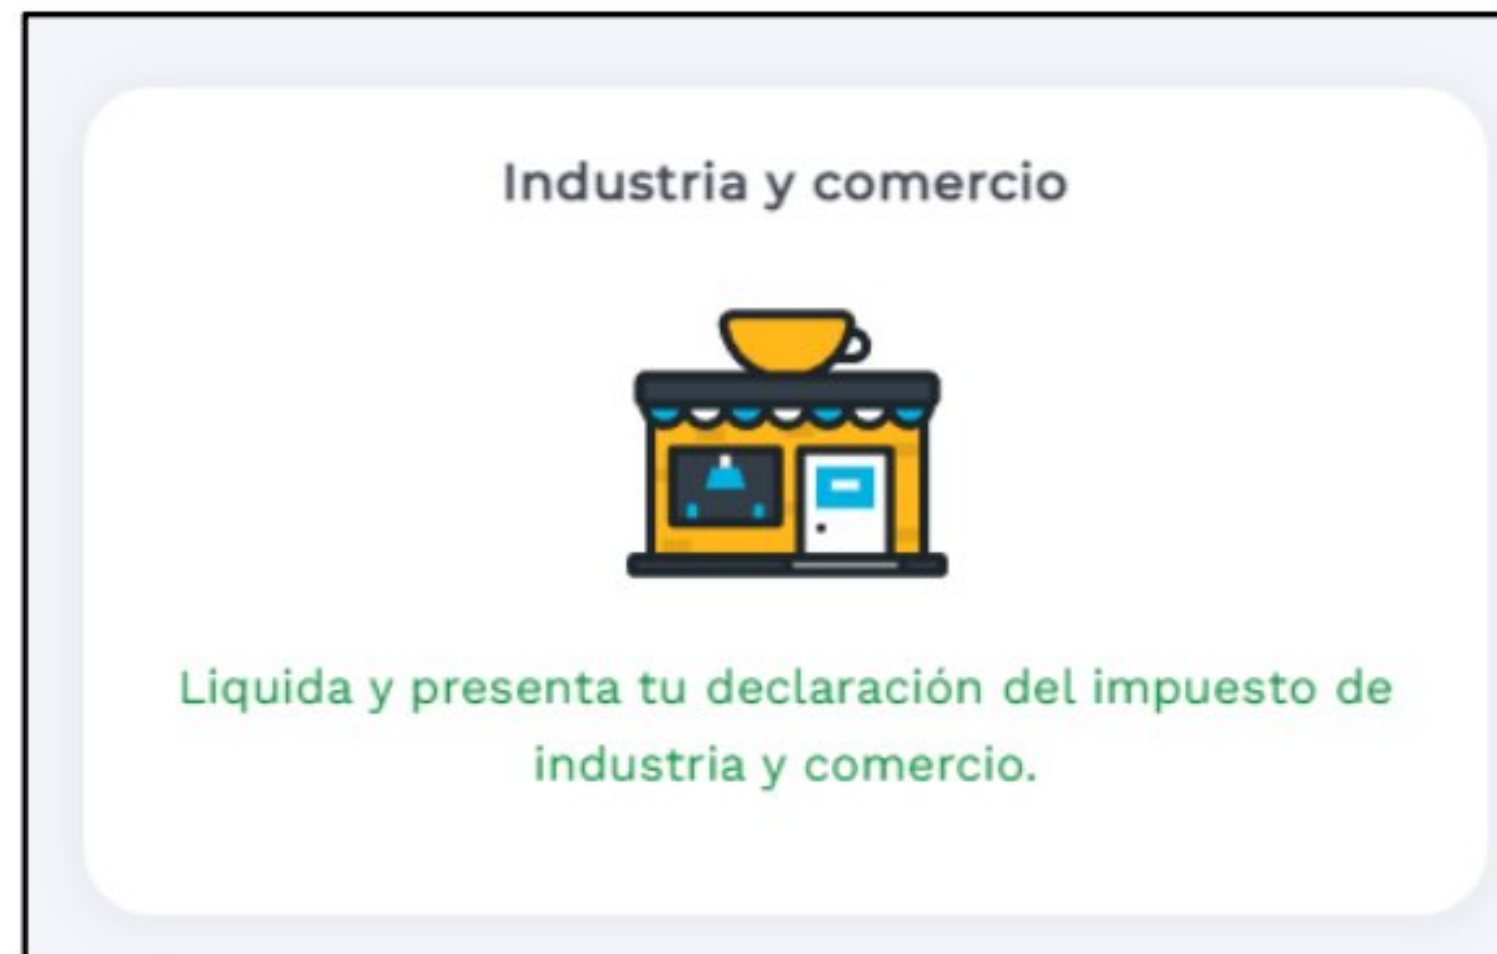 Industria y comercio
Liquida y presenta tu declaración del impuesto de
industria y comercio.